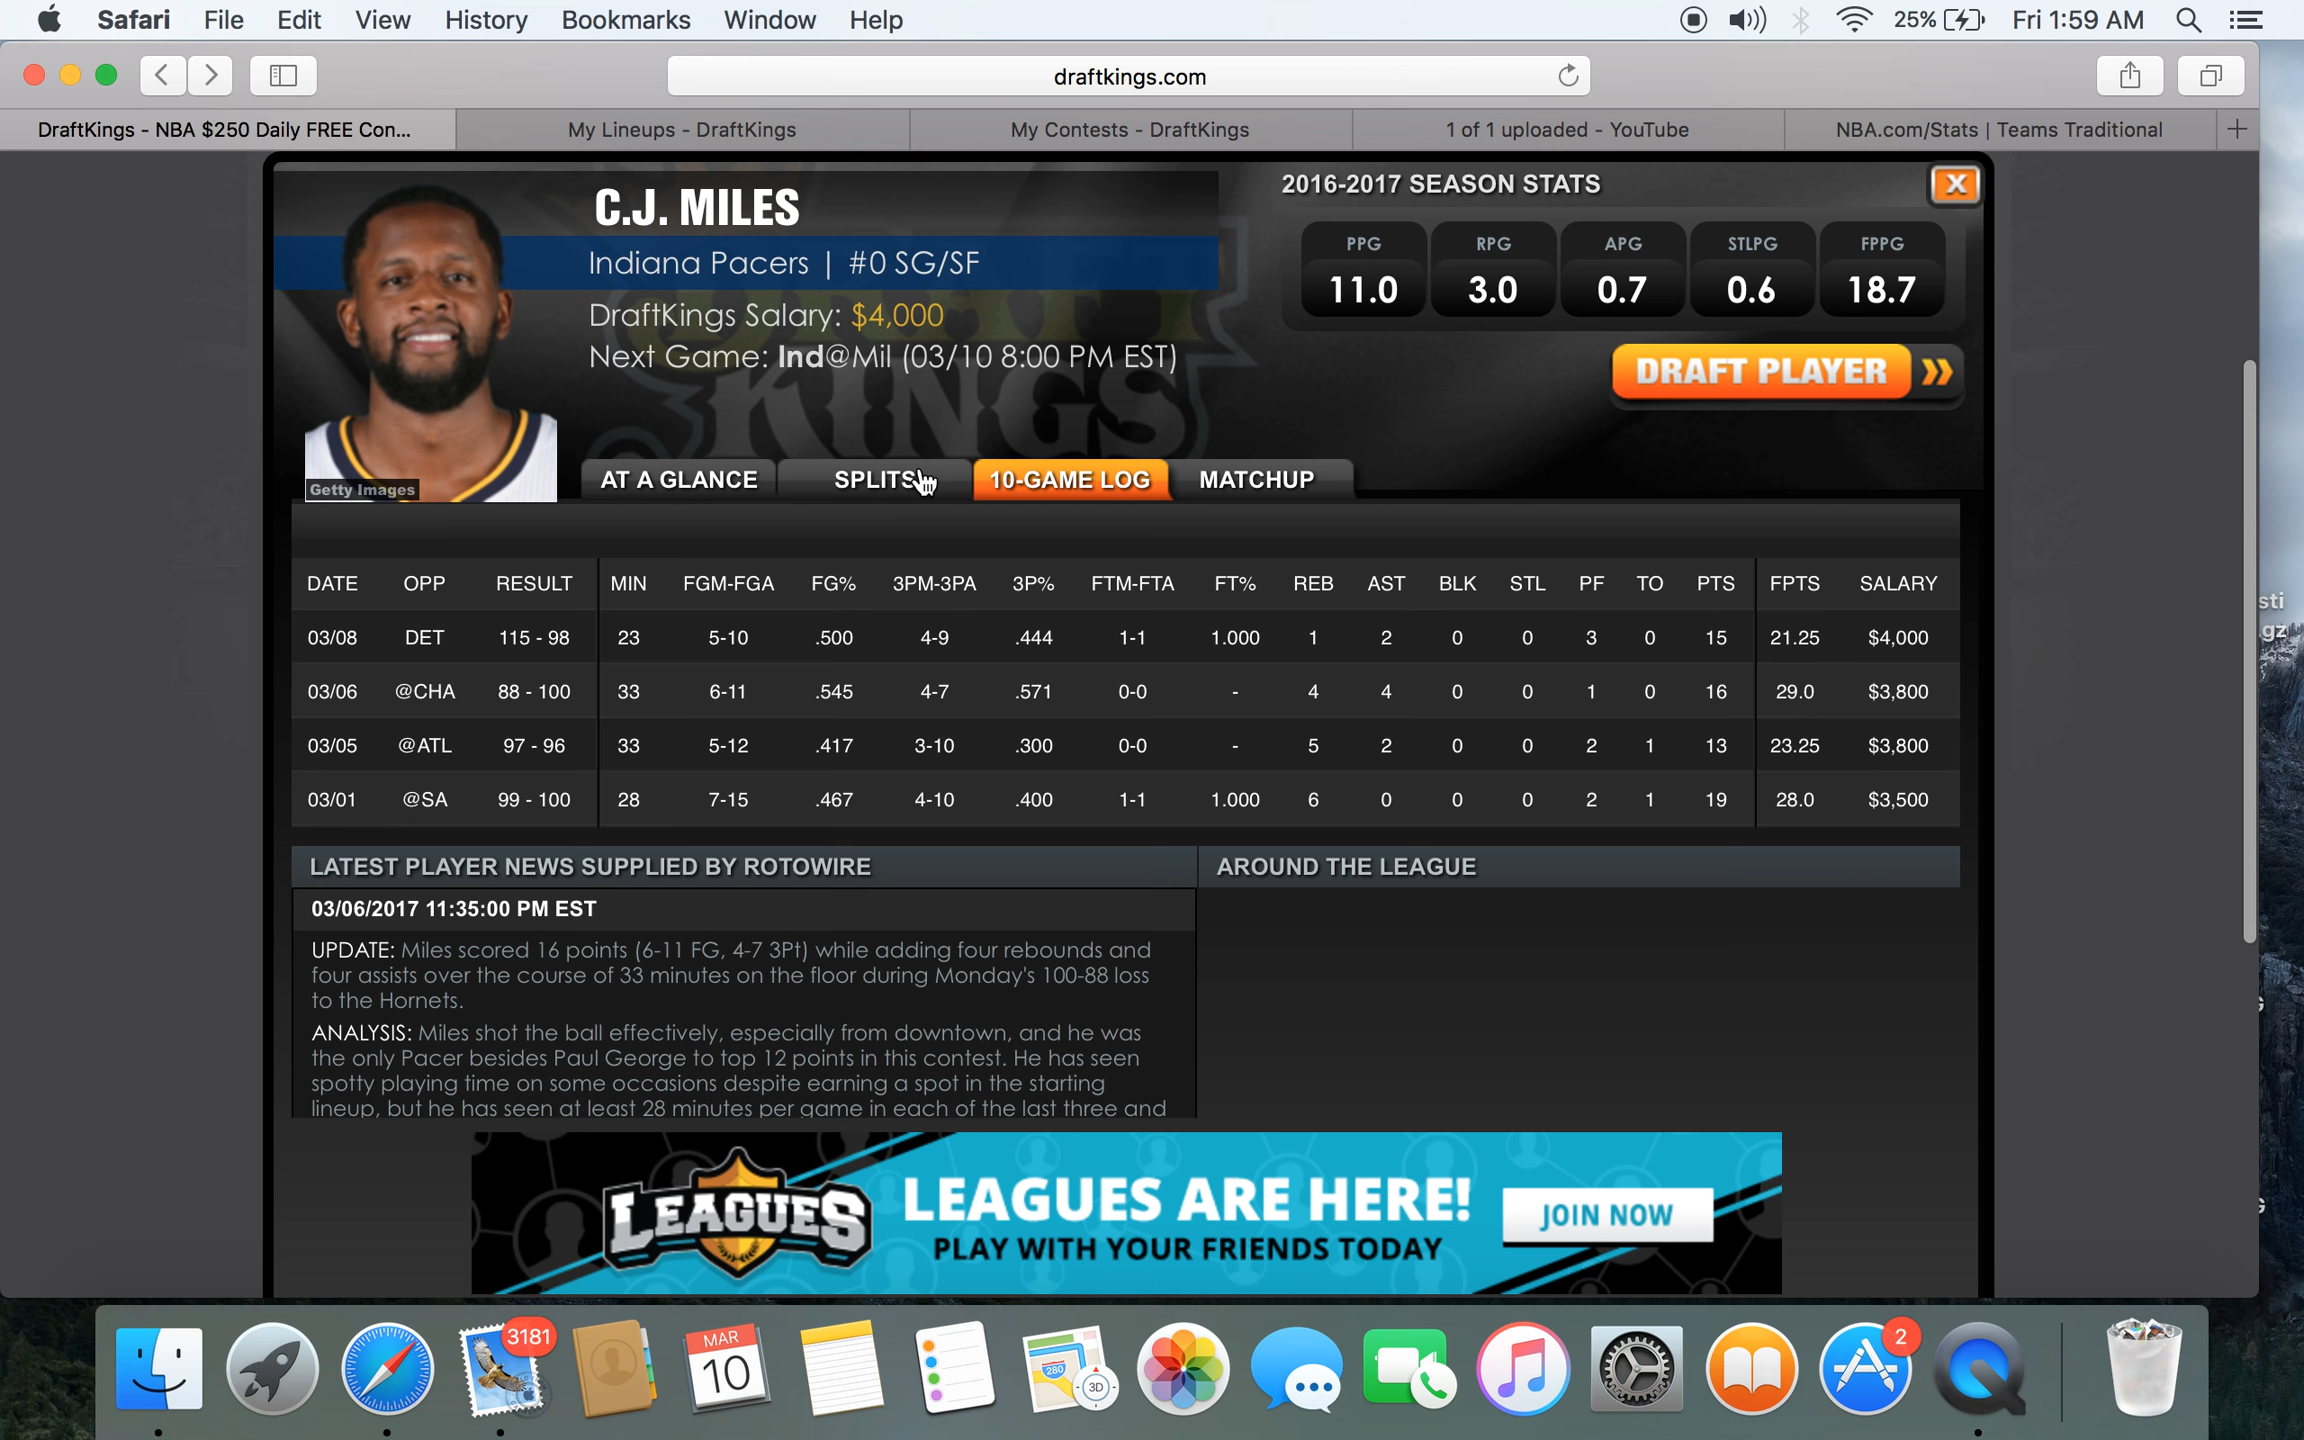 Safari File Edit View History Bookmarks Window Help 25% Fri 1:59 AM
draftkings.com
DraftKings - NBA $250 Daily FREE Con... My Lineups - DraftKings My Contests - DraftKings 1 of 1 uploaded - YouTube NBA.com/Stats | Teams Traditional
C.J. MILES
Indiana Pacers | #0 SG/SF
DraftKings Salary: $4,000
Next Game: Ind@Mil (03/10 8:00 PM EST)
Getty Images
2016-2017 SEASON STATS
X
PPG RPG APG STLPG FPPG
11.0 3.0 0.7 0.6 18.7
DRAFT PLAYER
KINGS
AT A GLANCE SPLITS 10-GAME LOG MATCHUP
DATE OPP RESULT MIN FGM-FGA FG% 3PM-3PA 3P% FTM-FTA FT% REB AST BLK STL PF TO PTS FPTS SALARY
03/08 DET 115 - 98 23 5-10 .500 4-9 .444 1-1 1.000 1 2 0 0 3 0 15 21.25 $4,000
03/06 @CHA 88 - 100 33 6-11 .545 4-7 .571 0-0 - 4 4 0 0 1 0 16 29.0 $3,800
03/05 @ATL 97 - 96 33 5-12 .417 3-10 .300 0-0 - 5 2 0 0 2 1 13 23.25 $3,800
03/01 @SA 99 - 100 28 7-15 .467 4-10 .400 1-1 1.000 6 0 0 0 2 1 19 28.0 $3,500
LATEST PLAYER NEWS SUPPLIED BY ROTOWIRE
AROUND THE LEAGUE
03/06/2017 11:35:00 PM EST
UPDATE: Miles scored 16 points (6-11 FG, 4-7 3Pt) while adding four rebounds and
four assists over the course of 33 minutes on the floor during Monday's 100-88 loss
to the Hornets.
ANALYSIS: Miles shot the ball effectively, especially from downtown, and he was
the only Pacer besides Paul George to top 12 points in this contest. He has seen
spotty playing time on some occasions despite earning a spot in the starting
lineup, but he has seen at least 28 minutes per game in each of the last three and
LEAGUES
LEAGUES ARE HERE!
PLAY WITH YOUR FRIENDS TODAY
JOIN NOW
3181
MAR
10
280
3D
2